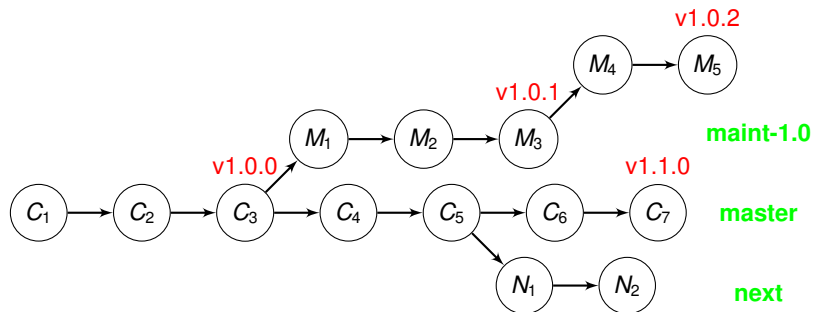 v1.0.2
M4 M5
v1.0.1
M1 M2 M3 maint-1.0
v1.0.0 v1.1.0
C1 C2 C3 C4 C5 C6 C7 master
N1 N2 next